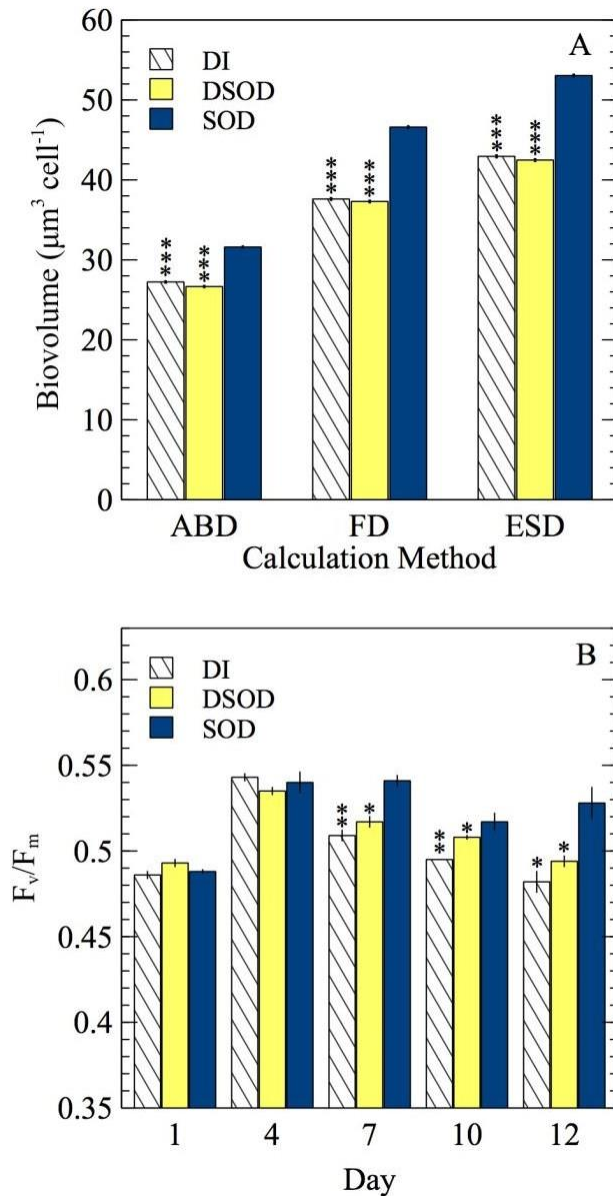 60
A
DI
DSOD
SOD
50
40
30
20
10
0
Biovolume (μm³ cell⁻¹)
***
***
***
***
***
***
ABD FD ESD
Calculation Method
B
DI
DSOD
SOD
0.6
0.55
0.5
0.45
0.4
0.35
Fᵥ/Fₘ
**
*
**
*
*
*
1 4 7 10 12
Day